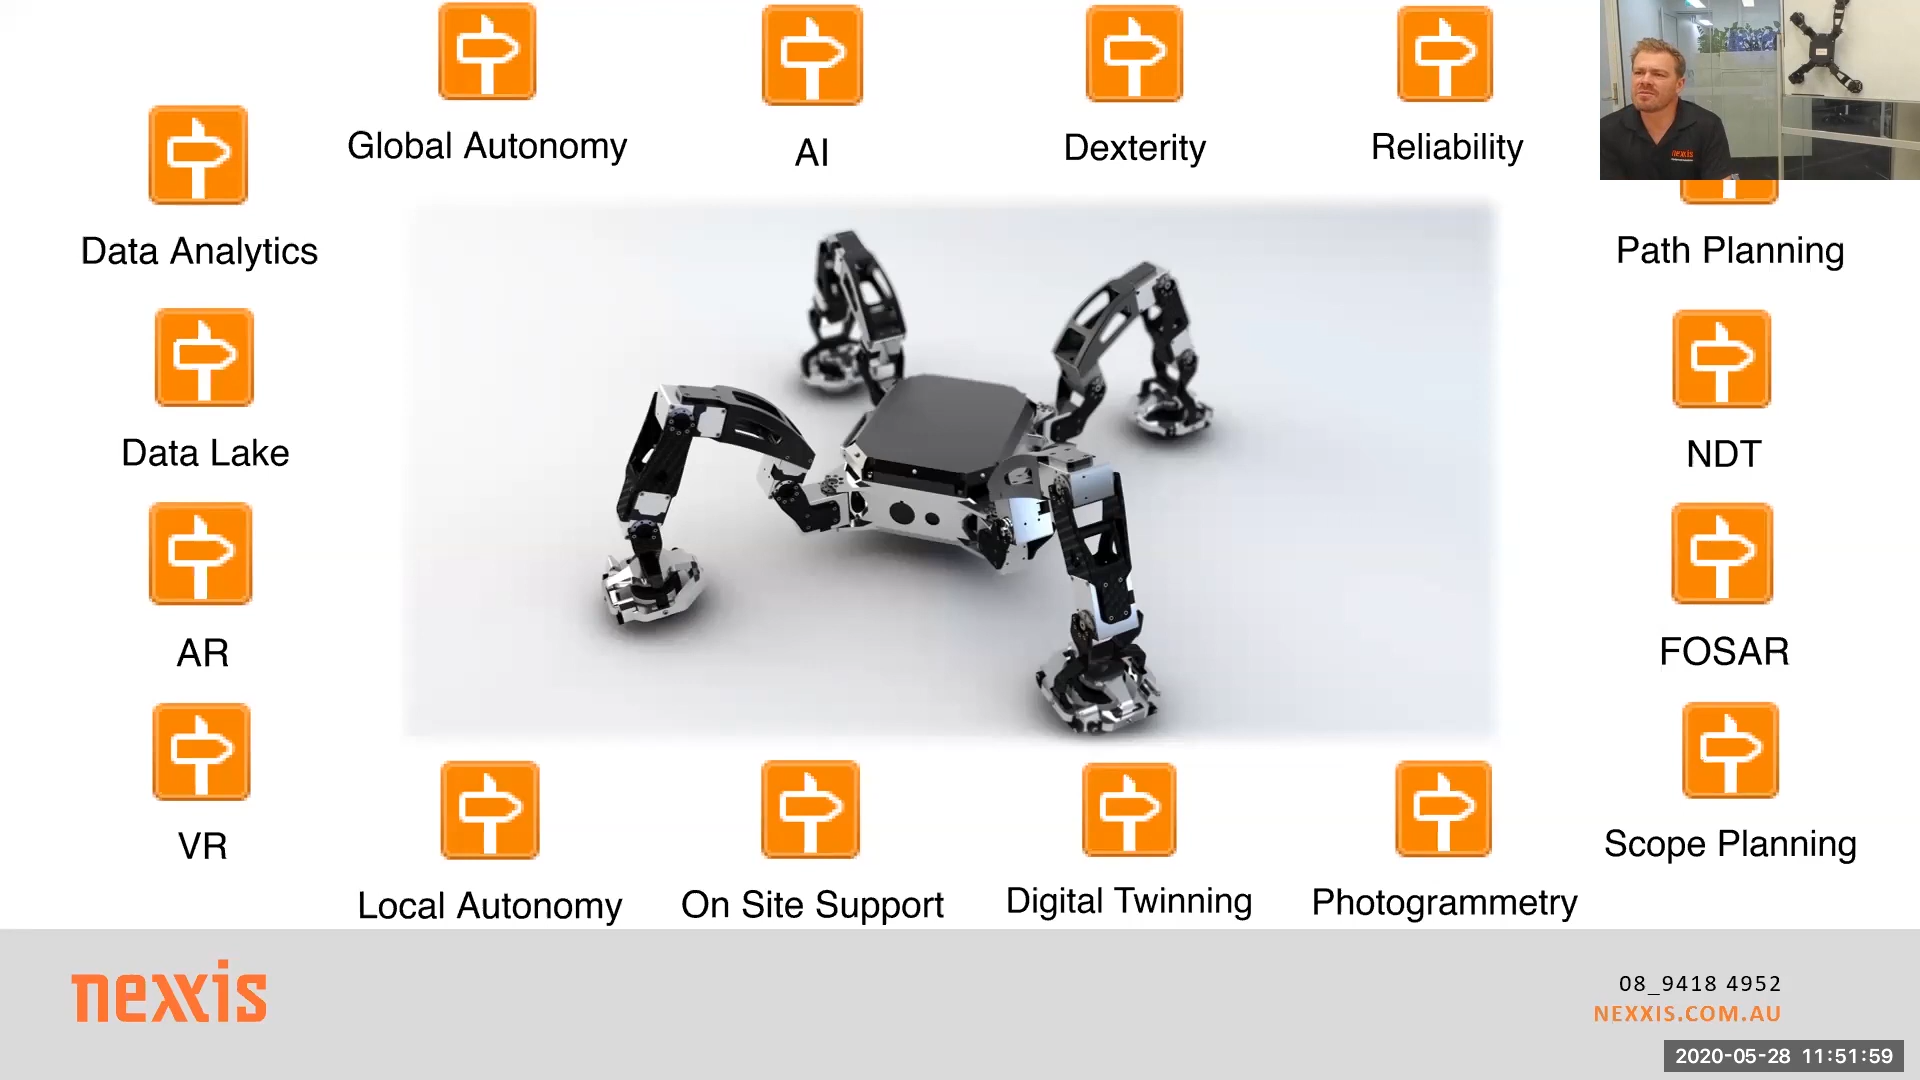 Global Autonomy
AI
Dexterity
Reliability
Data Analytics
Path Planning
Data Lake
NDT
AR
FOSAR
VR
Scope Planning
Local Autonomy
On Site Support
Digital Twinning
Photogrammetry
nexxis
nexxis
08_9418 4952
NEXXIS.COM.AU
2020-05-28 11:51:59